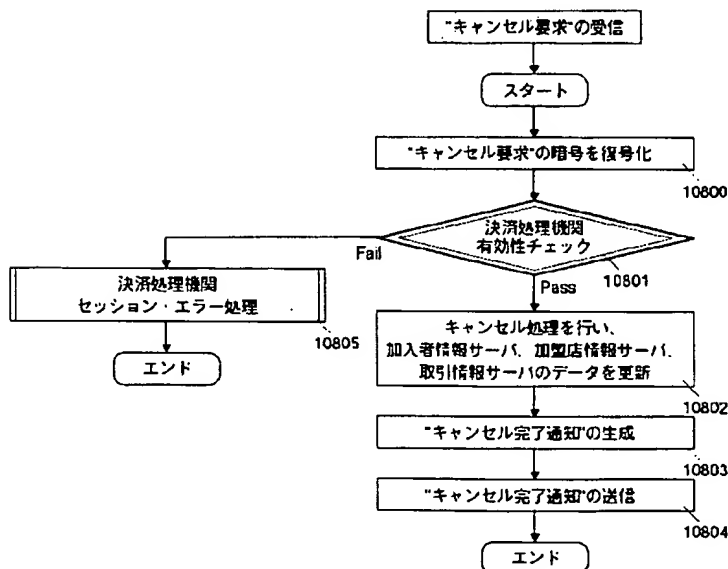 "キャンセル要求"の受信
スタート
"キャンセル要求"の暗号を復号化
10800
決済処理機関
有効性チェック
10801
Fail
Pass
決済処理機関
セッション・エラー処理
10805
エンド
キャンセル処理を行い、
加入者情報サーバ、加盟店情報サーバ、
取引情報サーバのデータを更新
10802
"キャンセル完了通知"の生成
10803
"キャンセル完了通知"の送信
10804
エンド